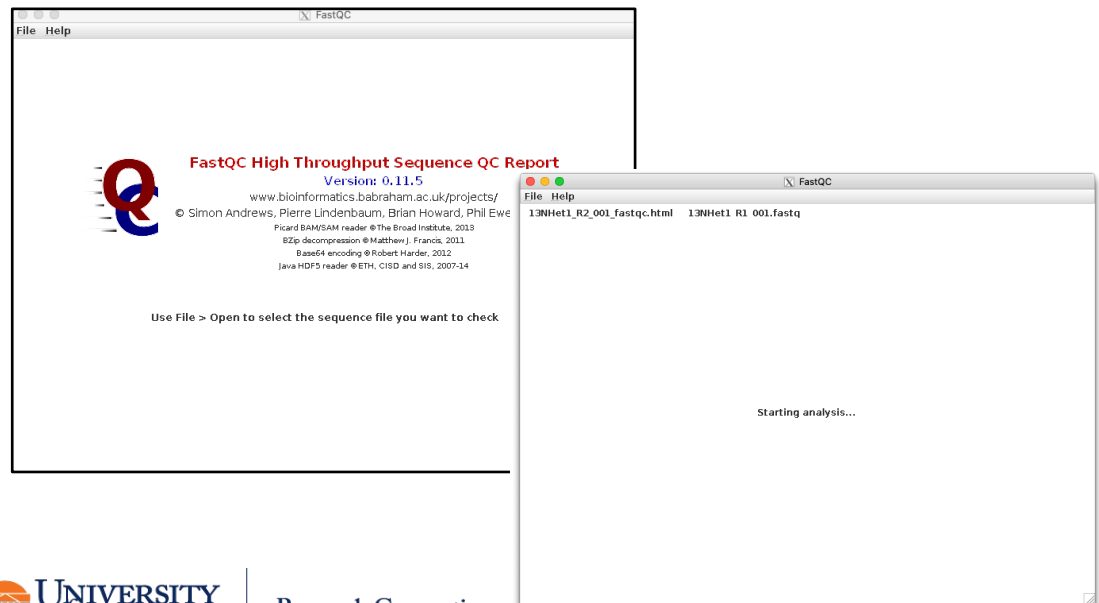 FastQC
File Help
FastQC High Throughput Sequence QC Report
Version: 0.11.5
www.bioinformatics.babraham.ac.uk/projects/
© Simon Andrews, Pierre Lindenbaum, Brian Howard, Phil Ewe
Picard BAM/SAM reader ©The Broad Institute, 2013
BZip decompression ©Matthew J. Francis, 2011
Base64 encoding ©Robert Harder, 2012
Java HDF5 reader ©ETH, CISD and SIS, 2007-14
Use File > Open to select the sequence file you want to check
FastQC
File Help
13NHet1_R2_001_fastqc.html 13NHet1 R1 001.fastq
Starting analysis...
UNIVERSITY